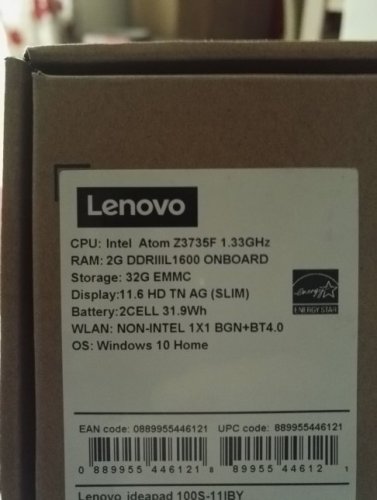 Lenovo
CPU: Intel Atom Z3735F 1.33GHz
RAM: 2G DDRIIIL1600 ONBOARD
Storage: 32G EMMC
Display:11.6 HD TN AG (SLIM)
Battery:2CELL 31.9Wh
WLAN: NON-INTEL 1X1 BGN+BT4.0
OS: Windows 10 Home
energy
ENERGY STAR
EAN code: 0889955446121 UPC code: 889955446121
0 889955 446121 8 89955 44612 1
Lenovo ideapad 100S-11IBY